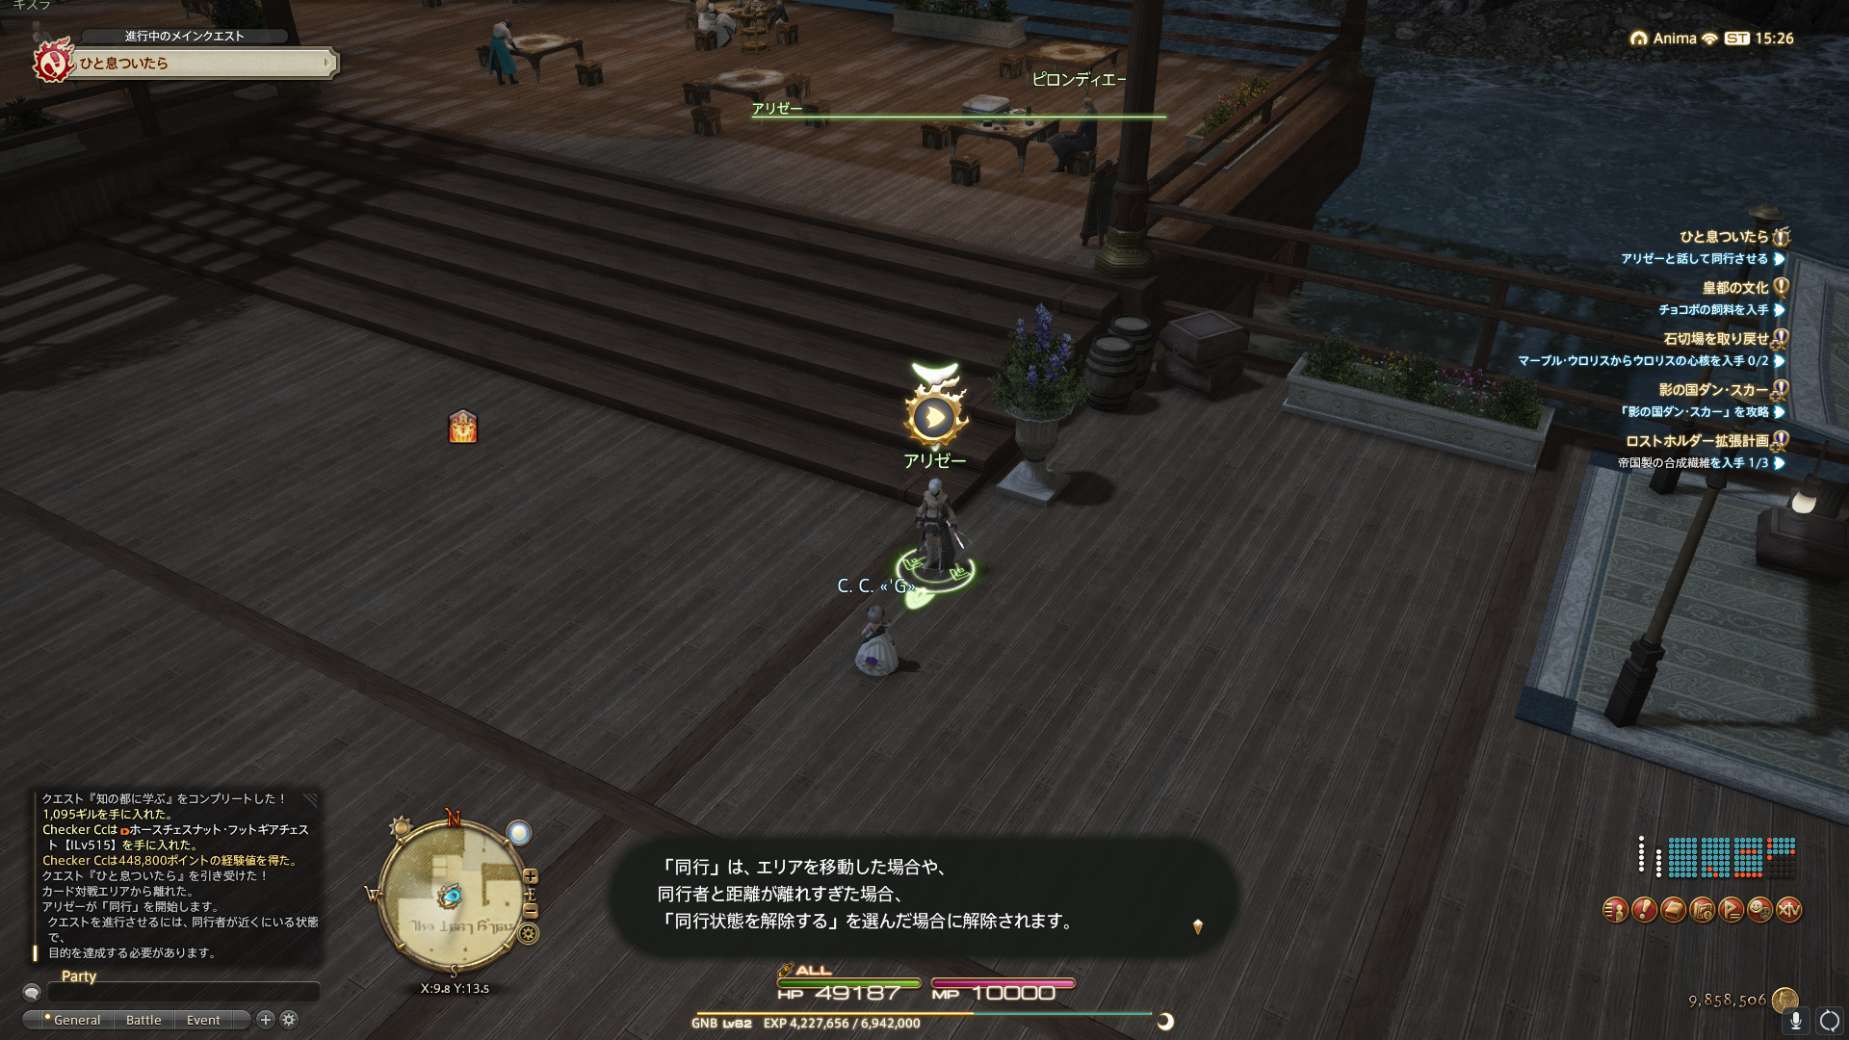 キスラ
進行中のメインクエスト
ひと息ついたら
Anima ST 15:26
ピロンディエー
アリゼー
ひと息ついたら
アリゼーと話して同行させる
皇都の文化
チョコボの飼料を入手
石切場を取り戻せ
マーブル・ウロリスからウロリスの心核を入手 0/2
影の国ダン・スカー
「影の国ダン・スカー」を攻略
ロストホルダー拡張計画
帝国製の合成繊維を入手 1/3
アリゼー
C. C. «'G»
クエスト『知の都に学ぶ』をコンプリートした！
1,095ギルを手に入れた。
Checker Ccは ホースチェスナット・フットギアチェス
ト【ILv515】を手に入れた。
Checker Ccは448,800ポイントの経験値を得た。
クエスト『ひと息ついたら』を引き受けた！
カード対戦エリアから離れた。
アリゼーが「同行」を開始します。
クエストを進行させるには、同行者が近くにいる状態
で、
目的を達成する必要があります。
Party
General Battle Event
N
W
E
S
X:9.8 Y:13.5
「同行」は、エリアを移動した場合や、
同行者と距離が離れすぎた場合、
「同行状態を解除する」を選んだ場合に解除されます。
ALL
HP 49187 MP 10000
GNB Lv82 EXP 4,227,656 / 6,942,000
XIV
9,858,506